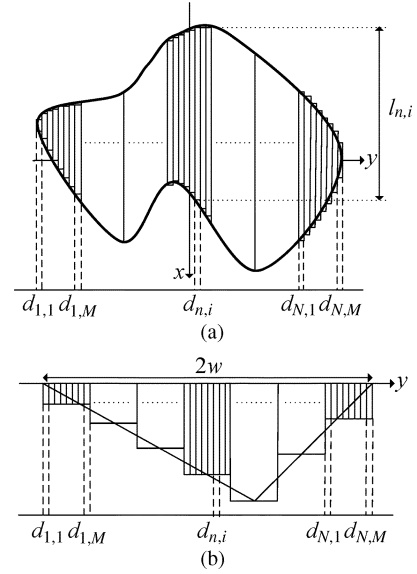 l_{n,i}
y
x
d_{1,1} d_{1,M} d_{n,i} d_{N,1} d_{N,M}
(a)
2w
y
d_{1,1} d_{1,M} d_{n,i} d_{N,1} d_{N,M}
(b)